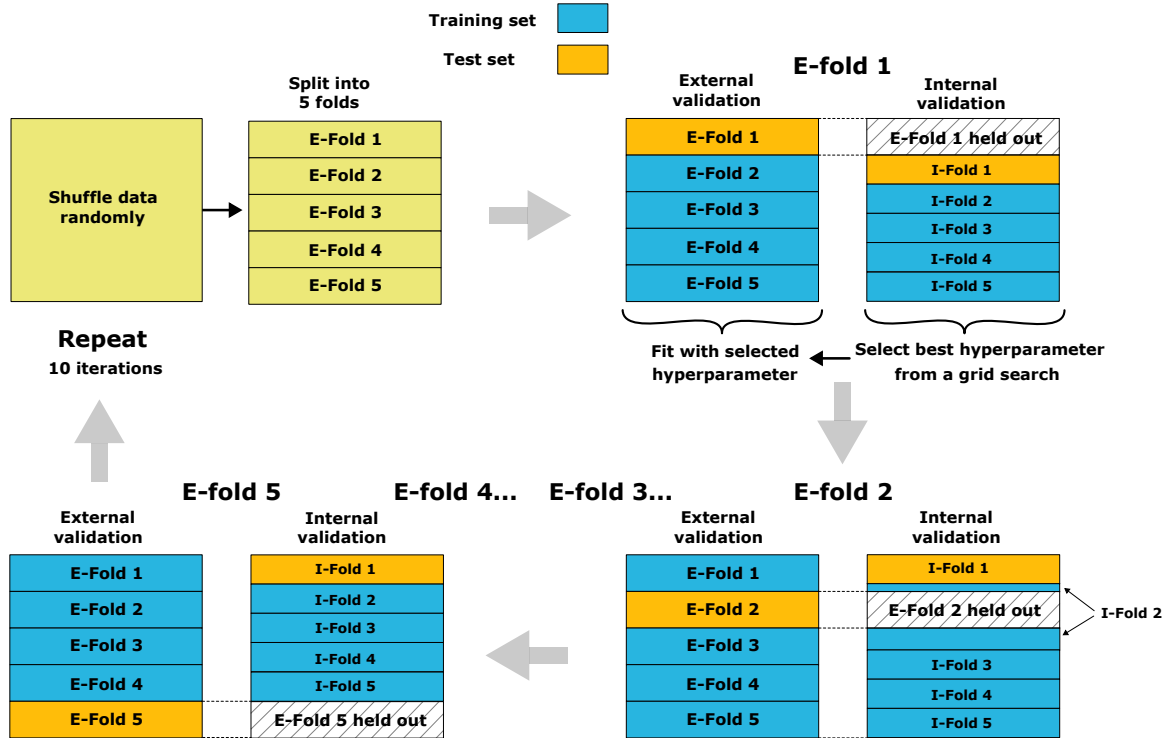 Training set
Test set
Shuffle data
randomly
Split into
5 folds
E-Fold 1
E-Fold 2
E-Fold 3
E-Fold 4
E-Fold 5
E-fold 1
External
validation
E-Fold 1
E-Fold 2
E-Fold 3
E-Fold 4
E-Fold 5
Fit with selected
hyperparameter
Internal
validation
E-Fold 1 held out
I-Fold 1
I-Fold 2
I-Fold 3
I-Fold 4
I-Fold 5
Select best hyperparameter
from a grid search
E-fold 2
External
validation
E-Fold 1
E-Fold 2
E-Fold 3
E-Fold 4
E-Fold 5
Internal
validation
I-Fold 1
E-Fold 2 held out
I-Fold 2
I-Fold 3
I-Fold 4
I-Fold 5
E-fold 3...
E-fold 4...
E-fold 5
External
validation
E-Fold 1
E-Fold 2
E-Fold 3
E-Fold 4
E-Fold 5
Internal
validation
I-Fold 1
I-Fold 2
I-Fold 3
I-Fold 4
I-Fold 5
E-Fold 5 held out
Repeat
10 iterations